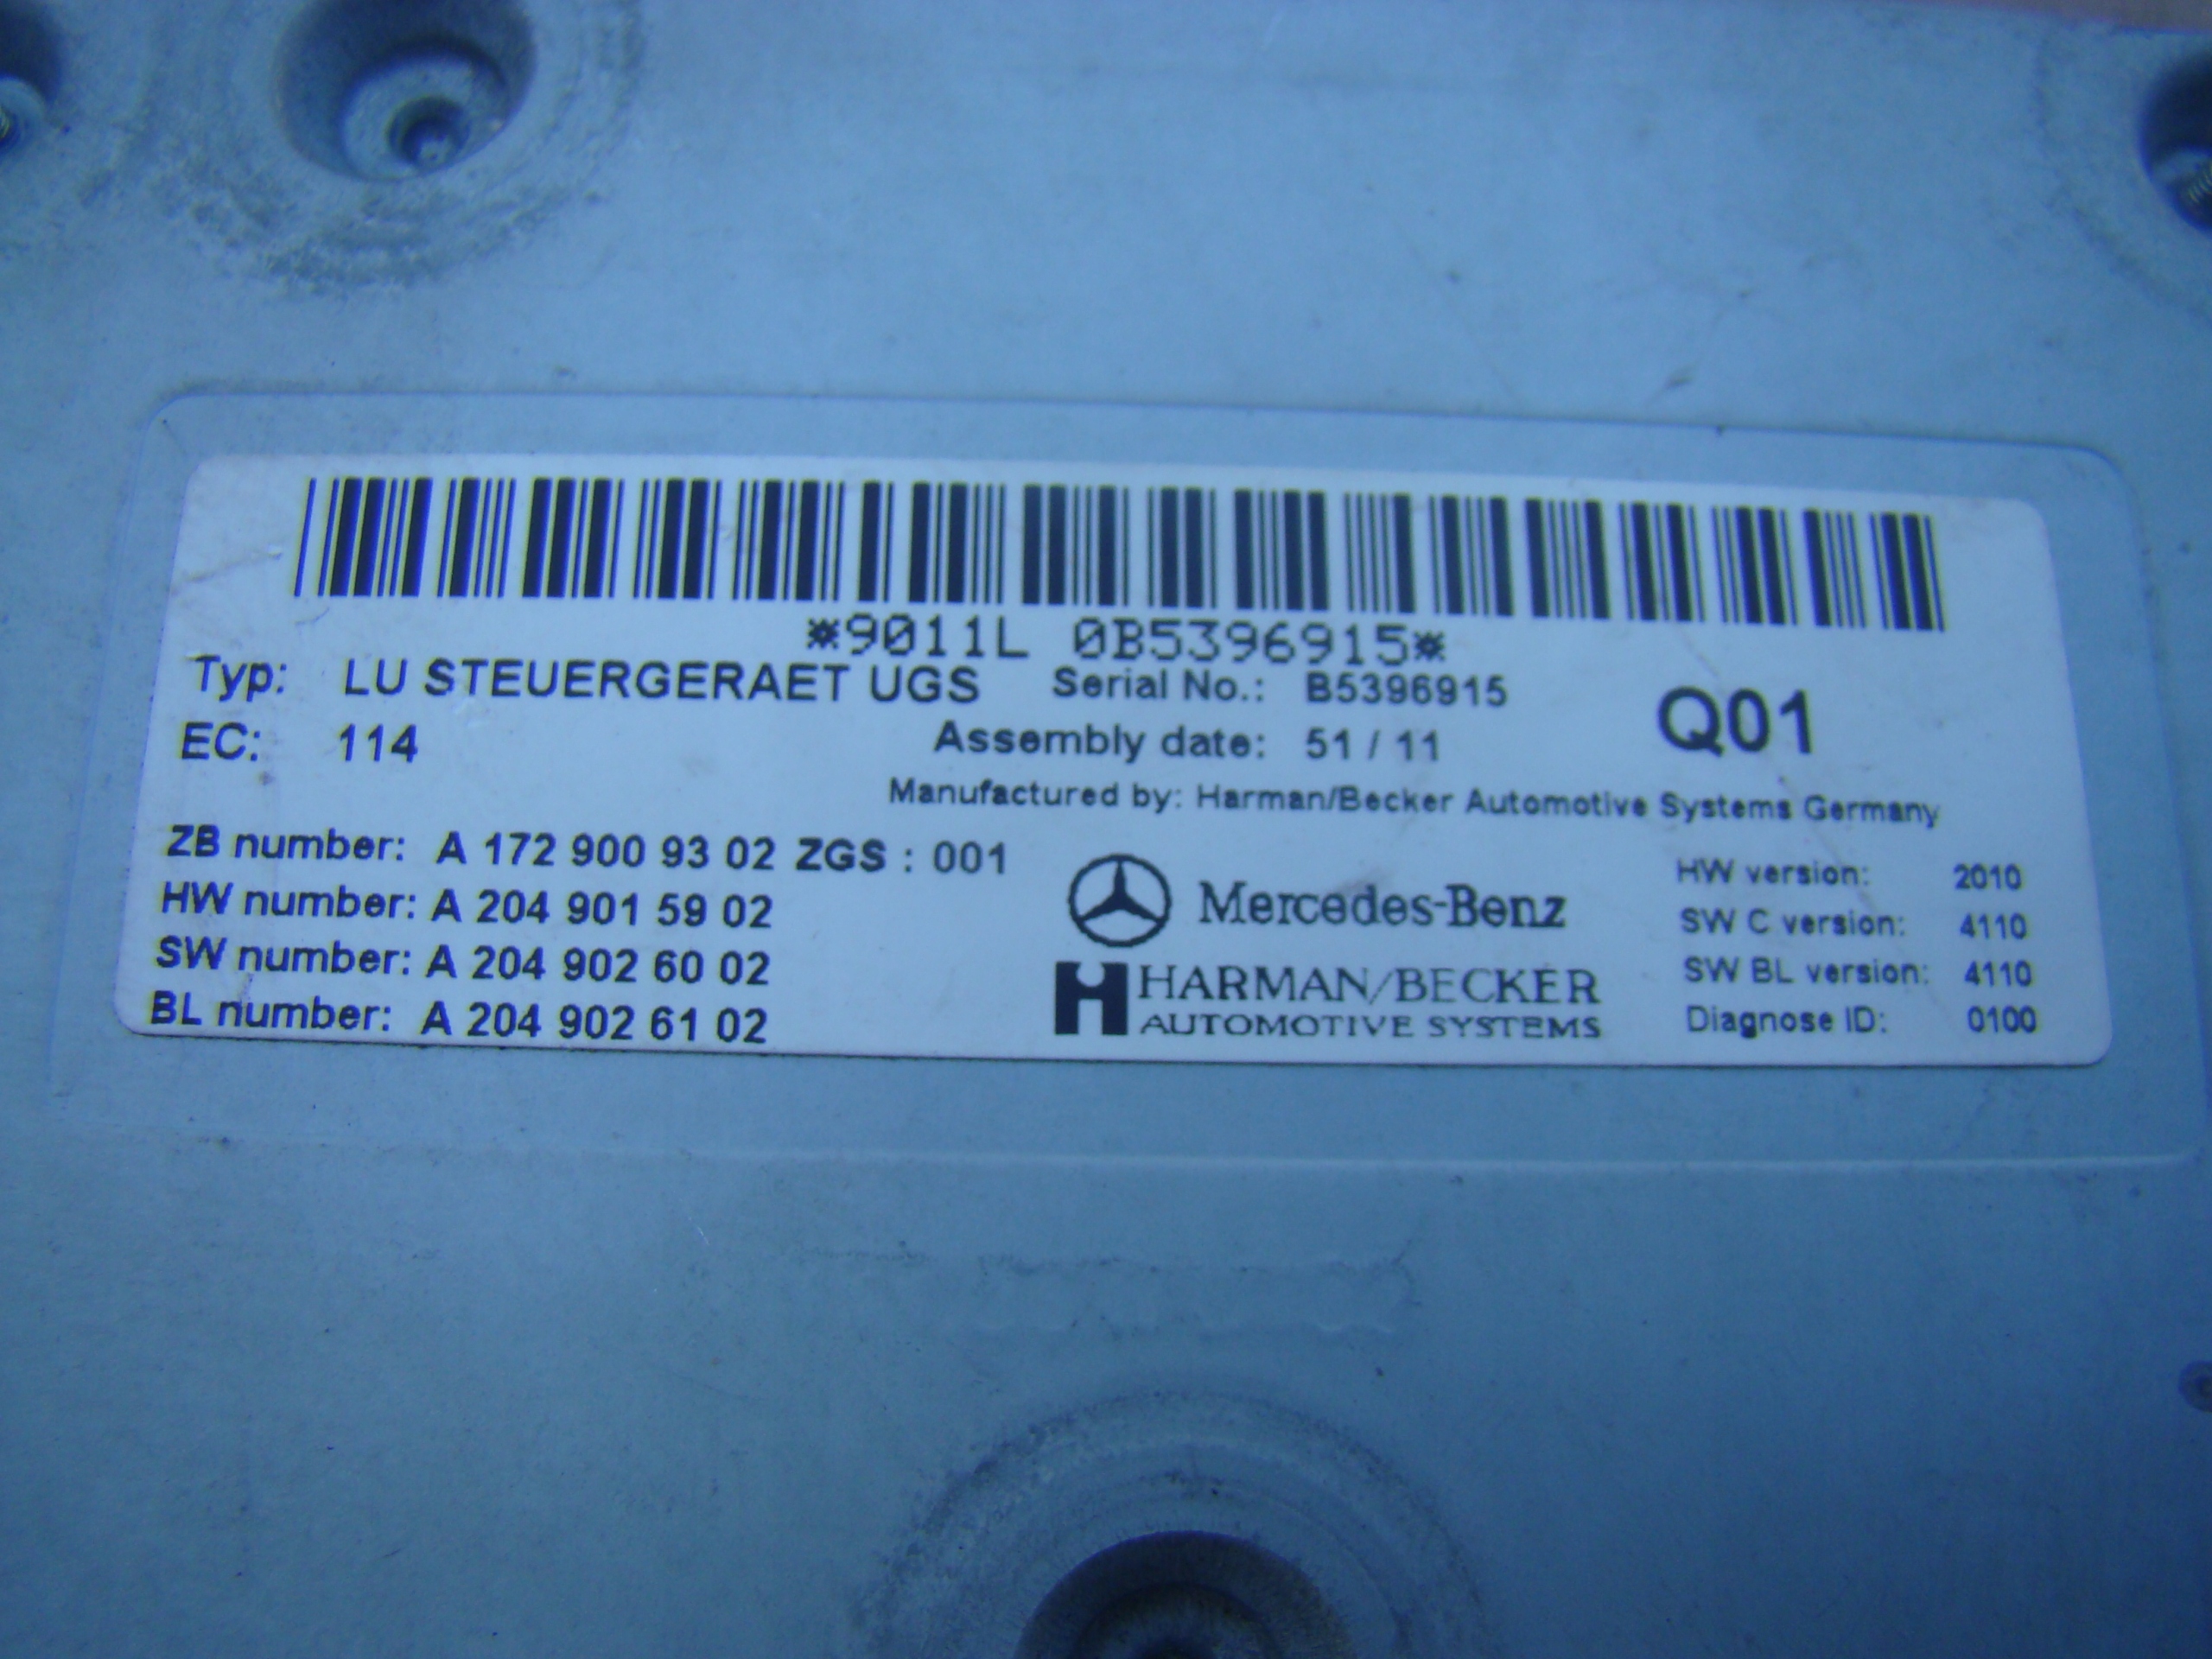 *9011L 0B5396915*
Typ: LU STEUERGERAET UGS Serial No.: B5396915 Q01
EC: 114 Assembly date: 51 / 11
Manufactured by: Harman/Becker Automotive Systems Germany
ZB number: A 172 900 93 02 ZGS : 001
HW number: A 204 901 59 02
SW number: A 204 902 60 02
BL number: A 204 902 61 02
Mercedes-Benz
HARMAN/BECKER
AUTOMOTIVE SYSTEMS
HW version: 2010
SW C version: 4110
SW BL version: 4110
Diagnose ID: 0100